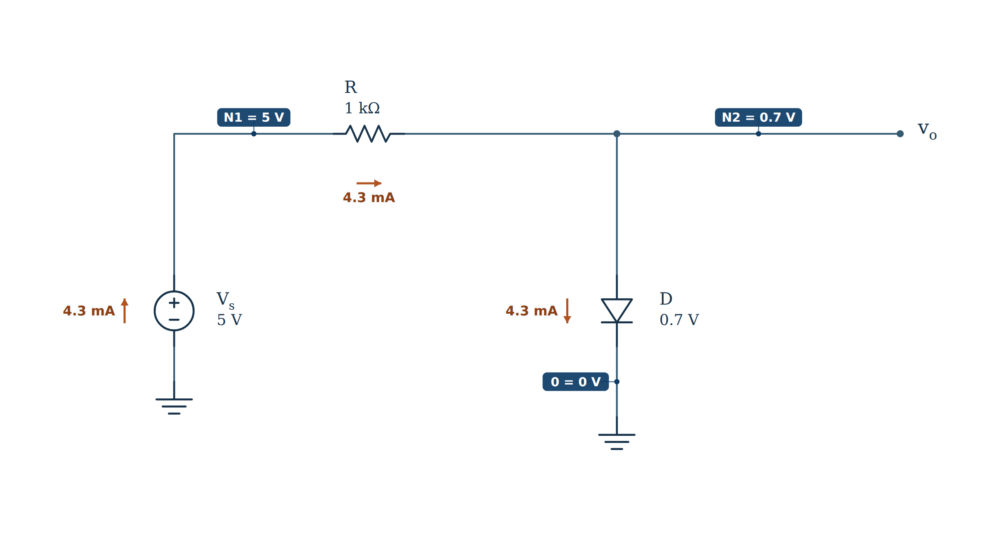 R
1 kΩ
N1 = 5 V
N2 = 0.7 V
vo
4.3 mA
4.3 mA
Vs
5 V
4.3 mA
D
0.7 V
0 = 0 V